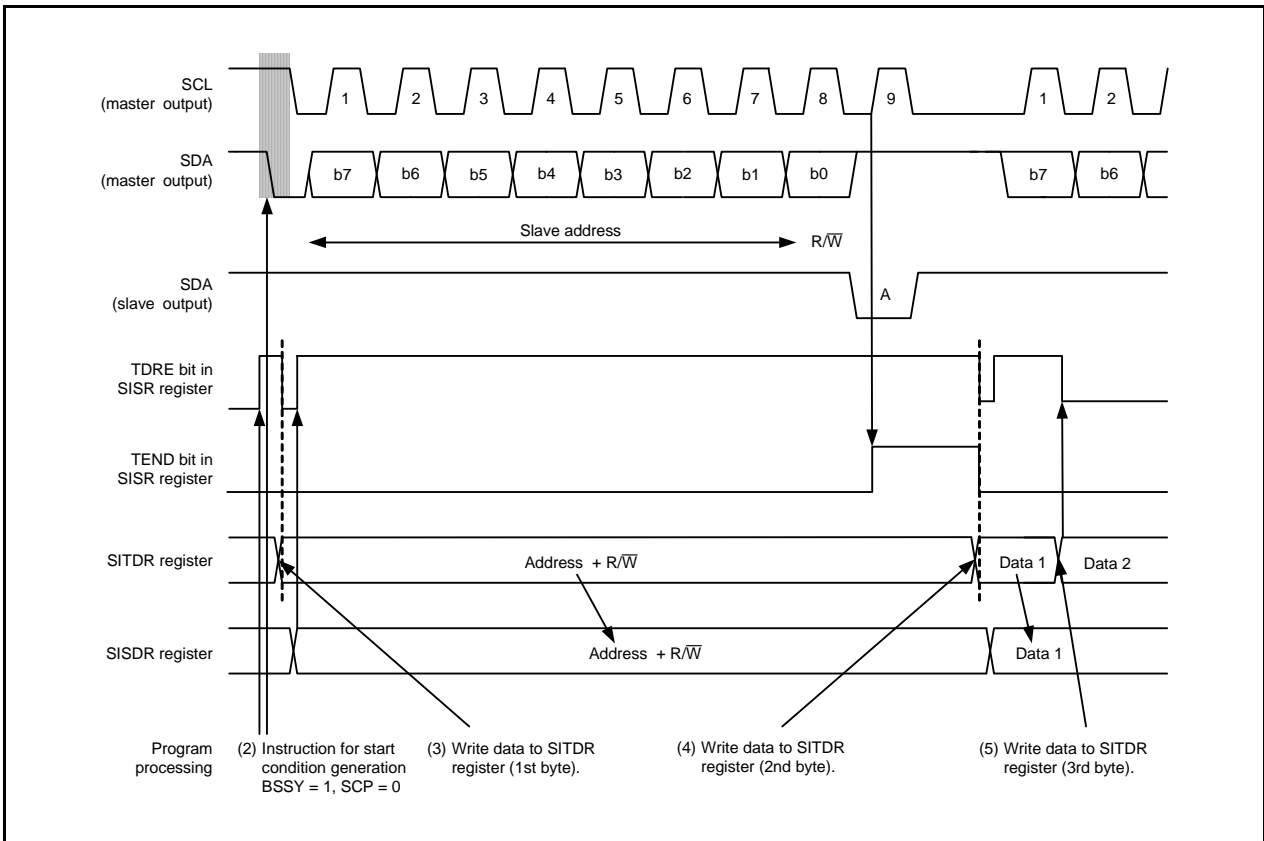 SCL
(master output)
1 2 3 4 5 6 7 8 9 1 2
SDA
(master output)
b7 b6 b5 b4 b3 b2 b1 b0 b7 b6
Slave address R/W̅
SDA
(slave output)
A
TDRE bit in
SISR register
TEND bit in
SISR register
SITDR register
Address + R/W̅ Data 1 Data 2
SISDR register
Address + R/W̅ Data 1
Program
processing
(2) Instruction for start
condition generation
BSSY = 1, SCP = 0
(3) Write data to SITDR
register (1st byte).
(4) Write data to SITDR
register (2nd byte).
(5) Write data to SITDR
register (3rd byte).